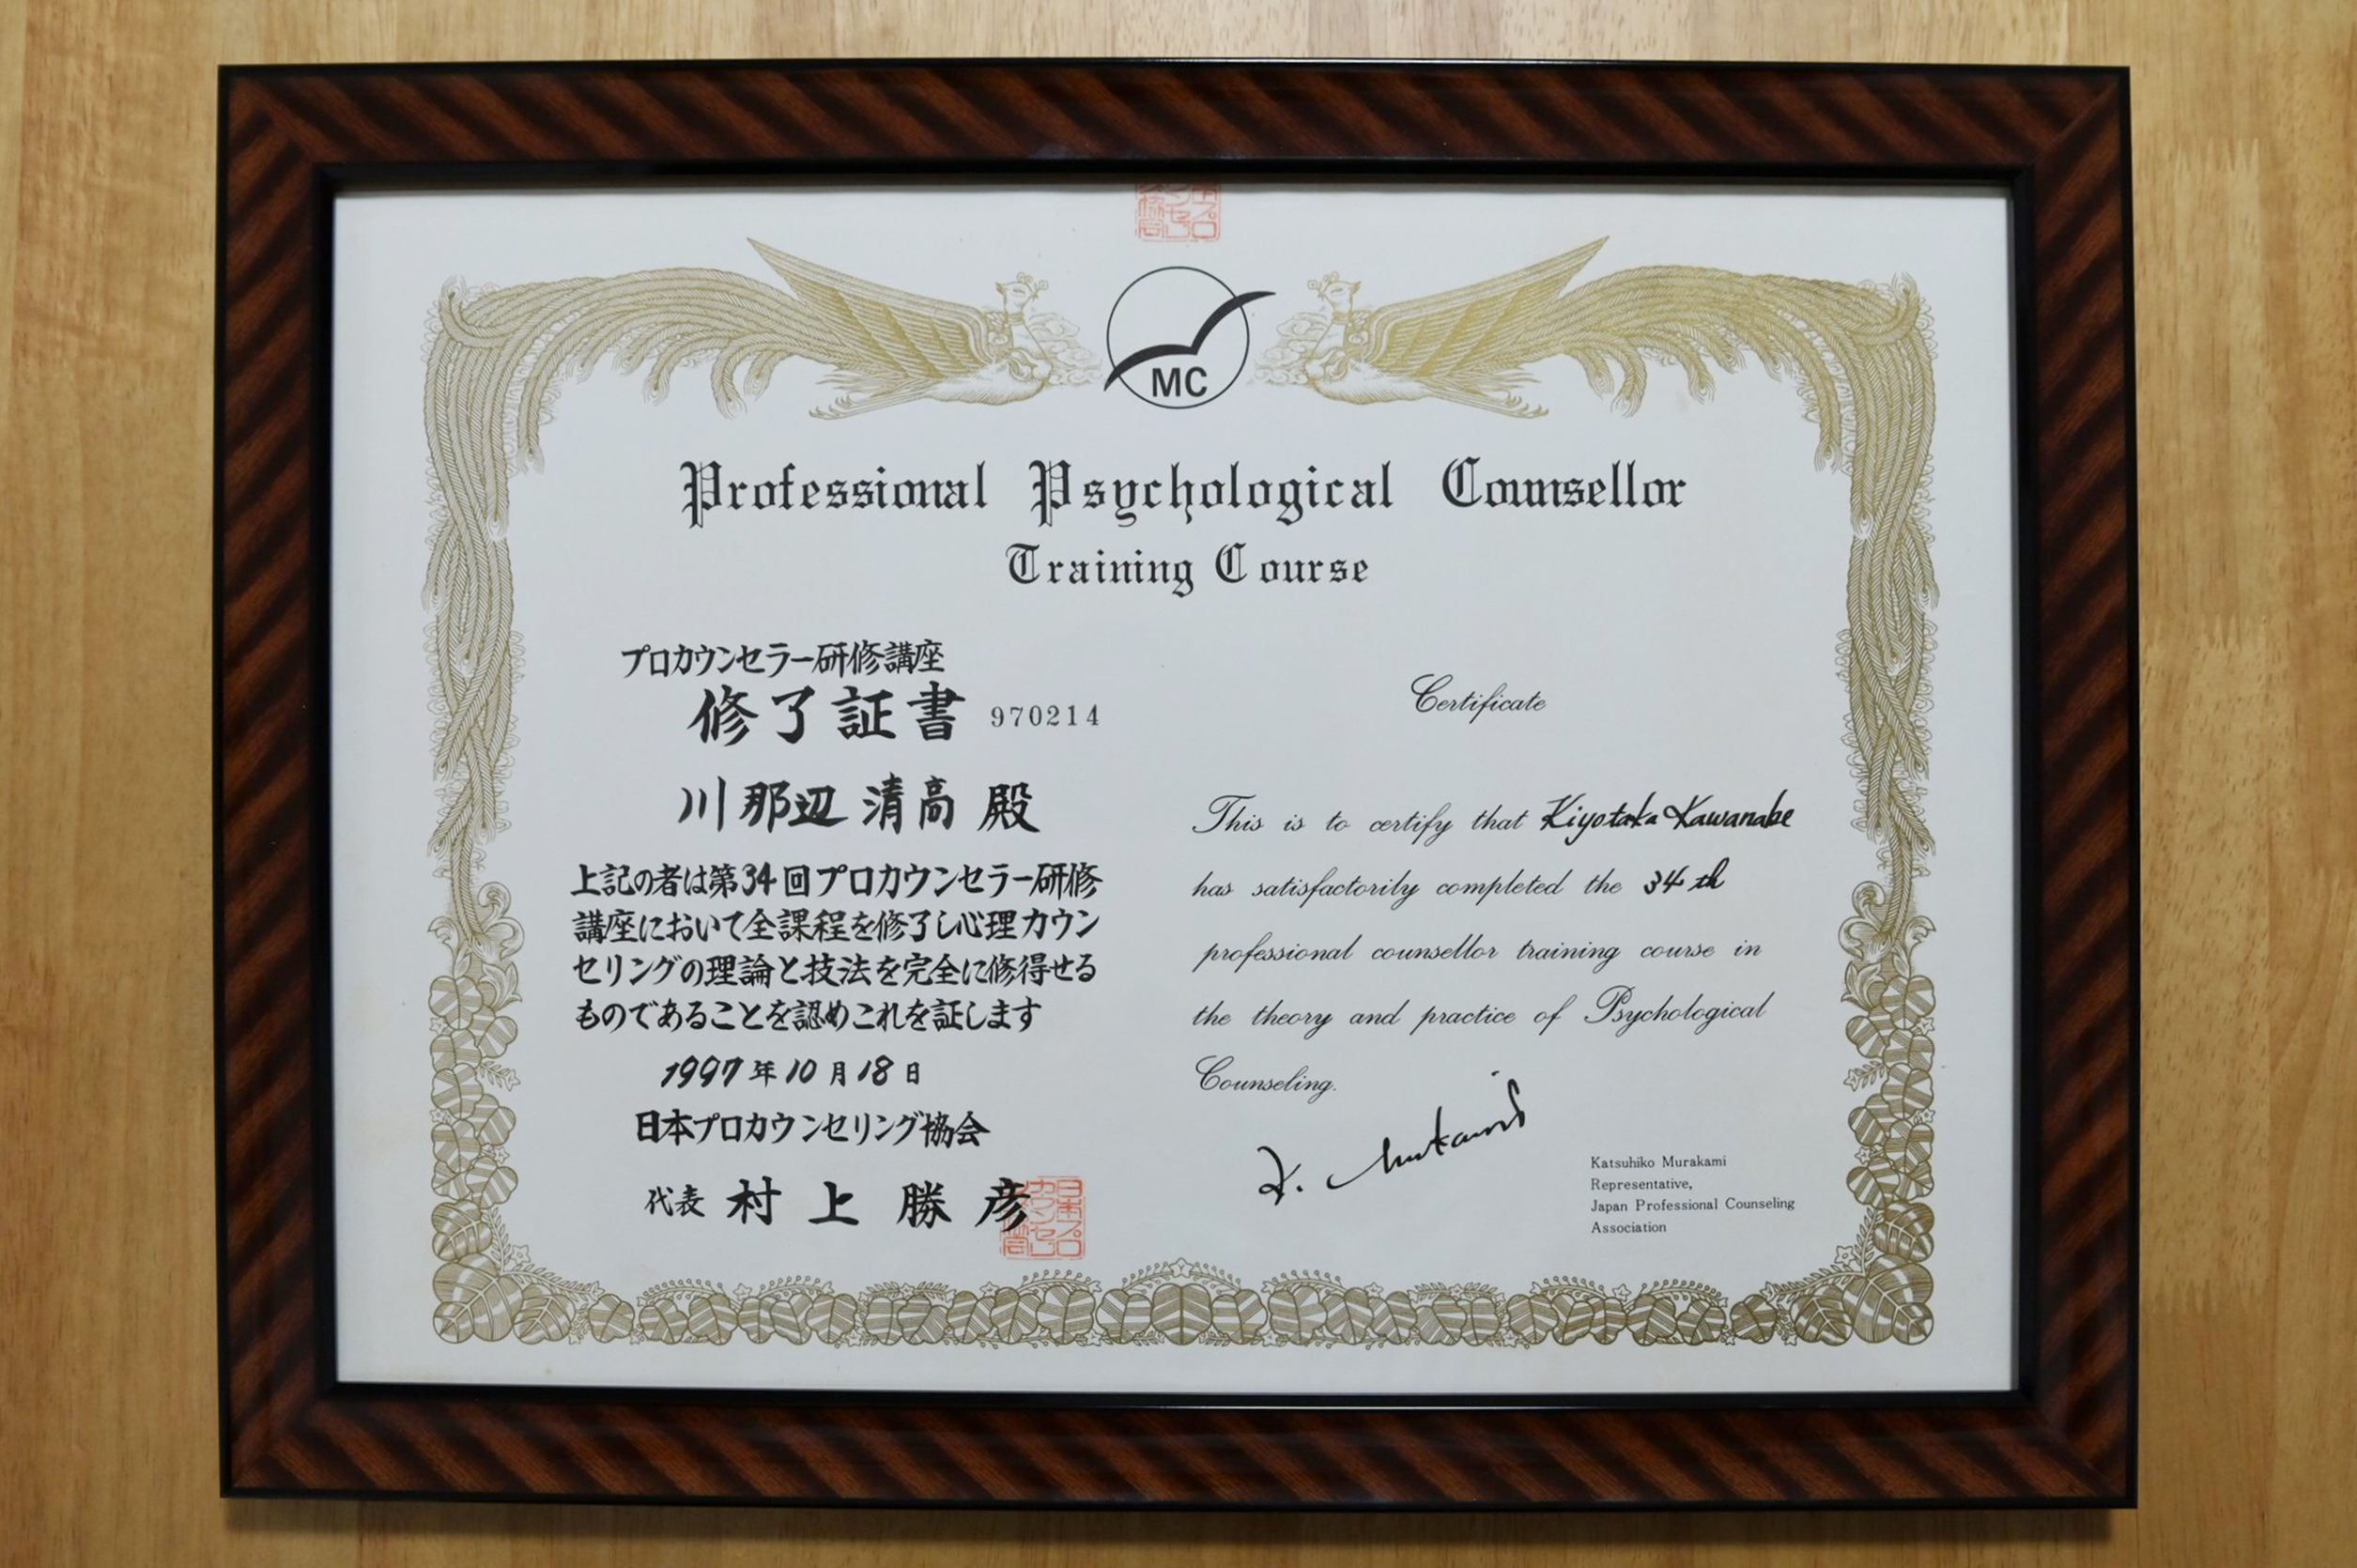 MC
Professional Psychological Counsellor
Training Course
プロカウンセラー研修講座
修了証書 970214
川那辺 清高 殿
上記の者は第34回プロカウンセラー研修
講座において全課程を修了し心理カウン
セリングの理論と技法を完全に修得せる
ものであることを認めこれを証します
1997年10月18日
日本プロカウンセリング協会
代表 村上勝彦
Certificate
This is to certify that Kiyotaka Kawanabe
has satisfactorily completed the 34th
professional counsellor training course in
the theory and practice of Psychological
Counseling.
K. Murakami
Katsuhiko Murakami
Representative,
Japan Professional Counseling
Association